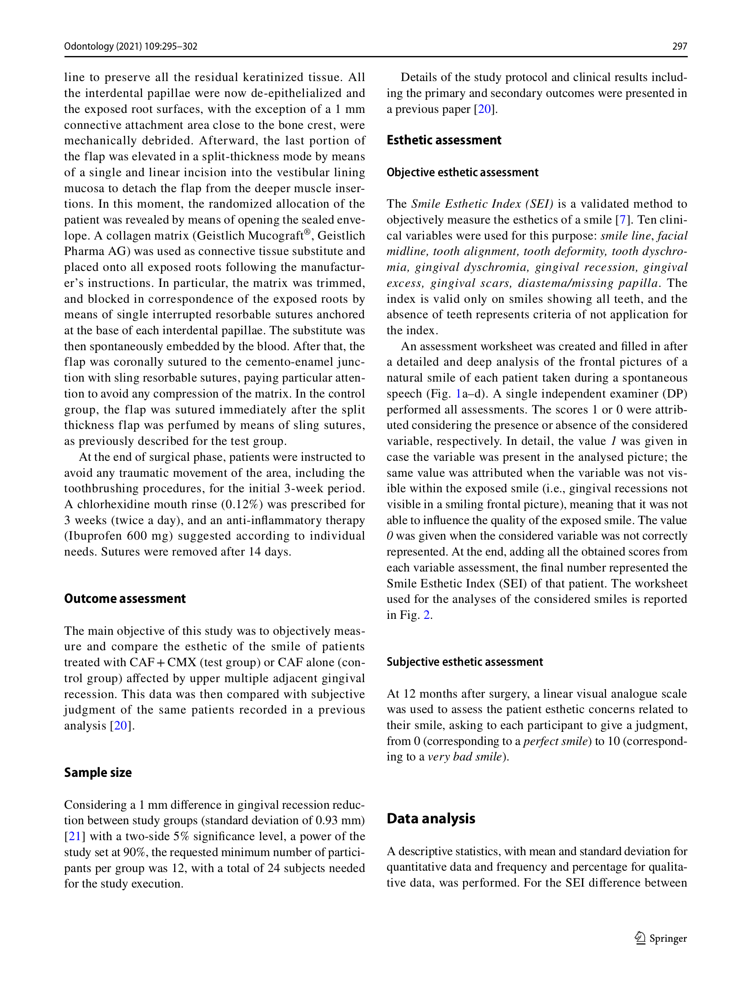 Odontology (2021) 109:295–302
297
line to preserve all the residual keratinized tissue. All
the interdental papillae were now de-epithelialized and
the exposed root surfaces, with the exception of a 1 mm
connective attachment area close to the bone crest, were
mechanically debrided. Afterward, the last portion of
the flap was elevated in a split-thickness mode by means
of a single and linear incision into the vestibular lining
mucosa to detach the flap from the deeper muscle inser-
tions. In this moment, the randomized allocation of the
patient was revealed by means of opening the sealed enve-
lope. A collagen matrix (Geistlich Mucograft®, Geistlich
Pharma AG) was used as connective tissue substitute and
placed onto all exposed roots following the manufactur-
er's instructions. In particular, the matrix was trimmed,
and blocked in correspondence of the exposed roots by
means of single interrupted resorbable sutures anchored
at the base of each interdental papillae. The substitute was
then spontaneously embedded by the blood. After that, the
flap was coronally sutured to the cemento-enamel junc-
tion with sling resorbable sutures, paying particular atten-
tion to avoid any compression of the matrix. In the control
group, the flap was sutured immediately after the split
thickness flap was perfumed by means of sling sutures,
as previously described for the test group.
At the end of surgical phase, patients were instructed to
avoid any traumatic movement of the area, including the
toothbrushing procedures, for the initial 3-week period.
A chlorhexidine mouth rinse (0.12%) was prescribed for
3 weeks (twice a day), and an anti-inflammatory therapy
(Ibuprofen 600 mg) suggested according to individual
needs. Sutures were removed after 14 days.
Outcome assessment
The main objective of this study was to objectively meas-
ure and compare the esthetic of the smile of patients
treated with CAF + CMX (test group) or CAF alone (con-
trol group) affected by upper multiple adjacent gingival
recession. This data was then compared with subjective
judgment of the same patients recorded in a previous
analysis [20].
Sample size
Considering a 1 mm difference in gingival recession reduc-
tion between study groups (standard deviation of 0.93 mm)
[21] with a two-side 5% significance level, a power of the
study set at 90%, the requested minimum number of partici-
pants per group was 12, with a total of 24 subjects needed
for the study execution.
Details of the study protocol and clinical results includ-
ing the primary and secondary outcomes were presented in
a previous paper [20].
Esthetic assessment
Objective esthetic assessment
The Smile Esthetic Index (SEI) is a validated method to
objectively measure the esthetics of a smile [7]. Ten clini-
cal variables were used for this purpose: smile line, facial
midline, tooth alignment, tooth deformity, tooth dyschro-
mia, gingival dyschromia, gingival recession, gingival
excess, gingival scars, diastema/missing papilla. The
index is valid only on smiles showing all teeth, and the
absence of teeth represents criteria of not application for
the index.
An assessment worksheet was created and filled in after
a detailed and deep analysis of the frontal pictures of a
natural smile of each patient taken during a spontaneous
speech (Fig. 1a–d). A single independent examiner (DP)
performed all assessments. The scores 1 or 0 were attrib-
uted considering the presence or absence of the considered
variable, respectively. In detail, the value 1 was given in
case the variable was present in the analysed picture; the
same value was attributed when the variable was not vis-
ible within the exposed smile (i.e., gingival recessions not
visible in a smiling frontal picture), meaning that it was not
able to influence the quality of the exposed smile. The value
0 was given when the considered variable was not correctly
represented. At the end, adding all the obtained scores from
each variable assessment, the final number represented the
Smile Esthetic Index (SEI) of that patient. The worksheet
used for the analyses of the considered smiles is reported
in Fig. 2.
Subjective esthetic assessment
At 12 months after surgery, a linear visual analogue scale
was used to assess the patient esthetic concerns related to
their smile, asking to each participant to give a judgment,
from 0 (corresponding to a perfect smile) to 10 (correspond-
ing to a very bad smile).
Data analysis
A descriptive statistics, with mean and standard deviation for
quantitative data and frequency and percentage for qualita-
tive data, was performed. For the SEI difference between
Springer